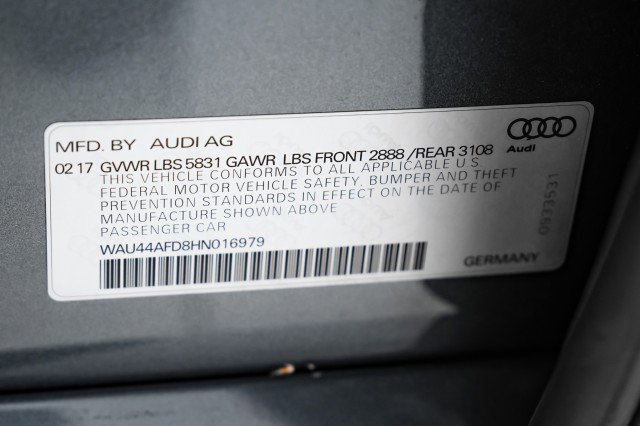 MFD. BY AUDI AG
02 17 GVWR LBS 5831 GAWR LBS FRONT 2888 /REAR 3108
THIS VEHICLE CONFORMS TO ALL APPLICABLE U.S.
FEDERAL MOTOR VEHICLE SAFETY, BUMPER AND THEFT
PREVENTION STANDARDS IN EFFECT ON THE DATE OF
MANUFACTURE SHOWN ABOVE
PASSENGER CAR
WAU44AFD8HN016979
Audi
0933531
GERMANY